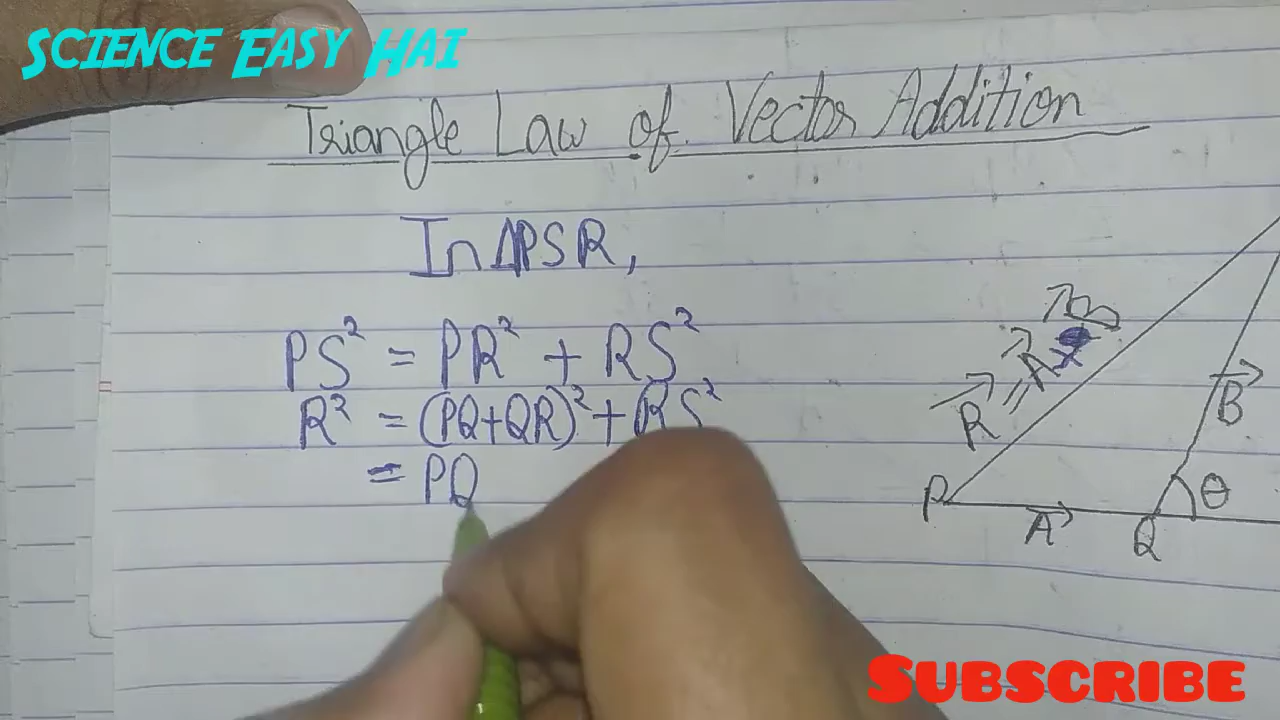 SCIENCE EASY HAI
Triangle Law of Vector Addition
In ΔPSR,
PS² = PR² + RS²
R² = (PQ+QR)² + RS²
= PQ
B
R = A
B
P
A
Q
θ
SUBSCRIBE